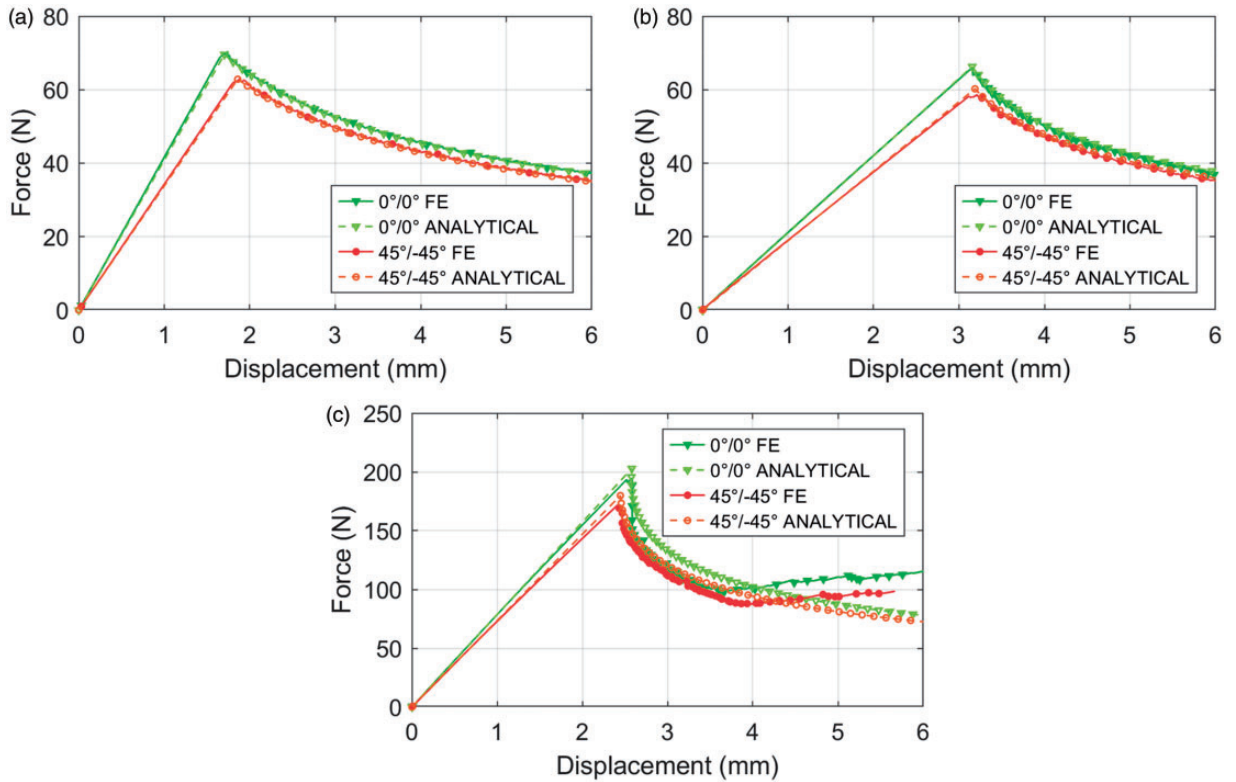 (a)
80
60
40
20
0
Force (N)
0°/0° FE
0°/0° ANALYTICAL
45°/-45° FE
45°/-45° ANALYTICAL
0 1 2 3 4 5 6
Displacement (mm)
(b)
80
60
40
20
0
Force (N)
0°/0° FE
0°/0° ANALYTICAL
45°/-45° FE
45°/-45° ANALYTICAL
0 1 2 3 4 5 6
Displacement (mm)
(c)
250
200
150
100
50
0
Force (N)
0°/0° FE
0°/0° ANALYTICAL
45°/-45° FE
45°/-45° ANALYTICAL
0 1 2 3 4 5 6
Displacement (mm)